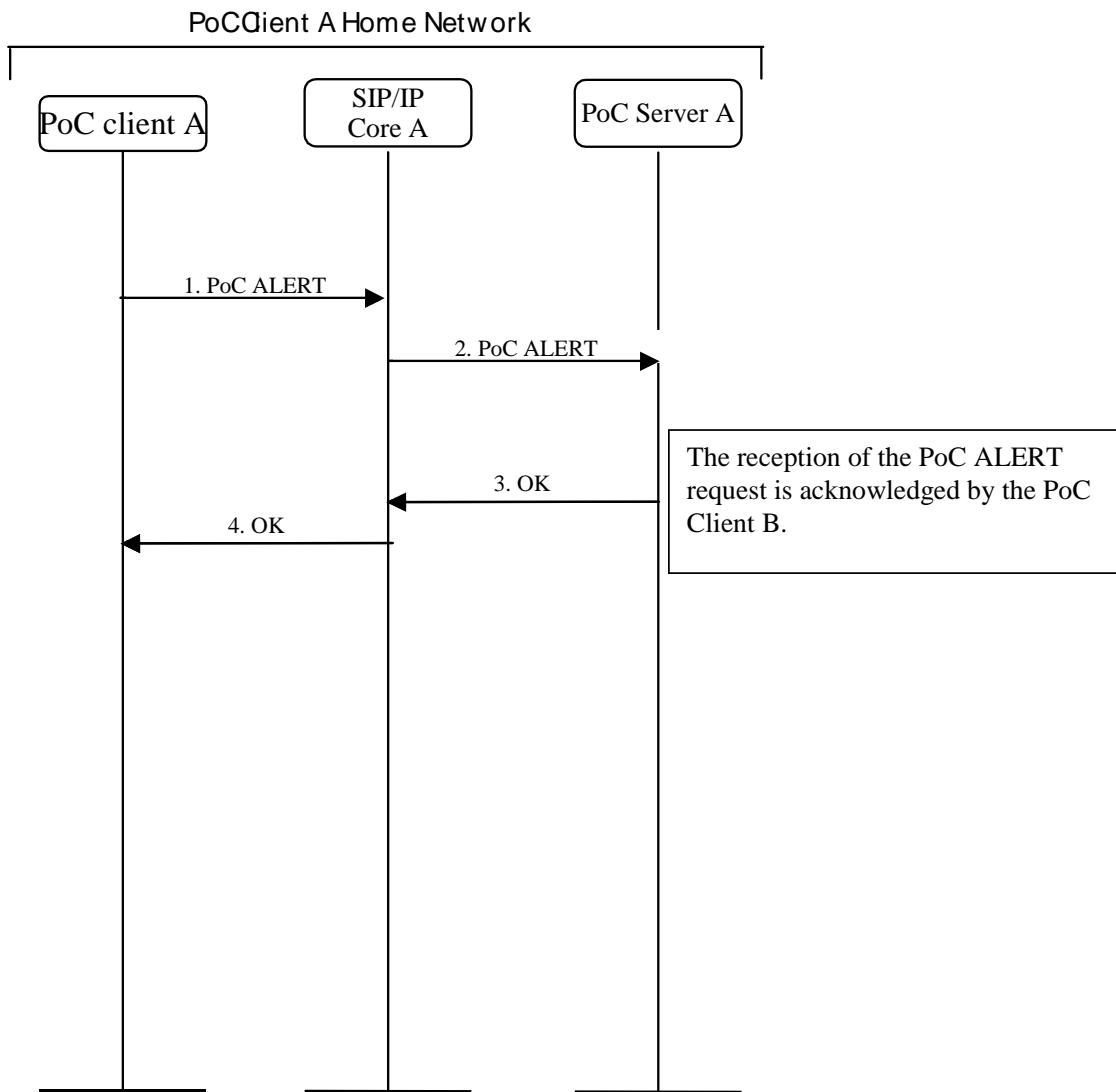 PoCClient A Home Network
PoC client A
SIP/IP
Core A
PoC Server A
1. PoC ALERT
2. PoC ALERT
The reception of the PoC ALERT
request is acknowledged by the PoC
Client B.
3. OK
4. OK